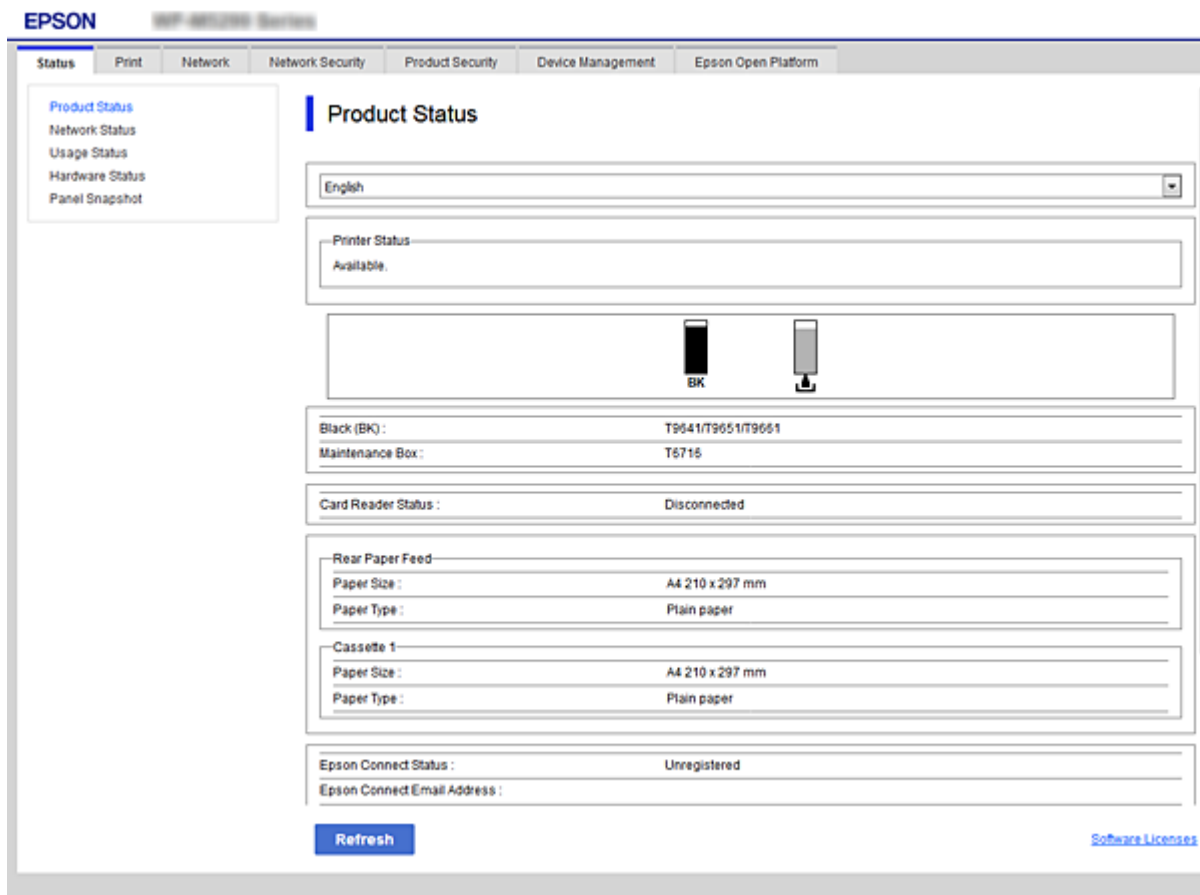 EPSON
Status Print Network Network Security Product Security Device Management Epson Open Platform
Product Status
Network Status
Usage Status
Hardware Status
Panel Snapshot
Product Status
English
Printer Status
Available.
BK
Black (BK) : T9641/T9651/T9661
Maintenance Box : T6716
Card Reader Status : Disconnected
Rear Paper Feed
Paper Size : A4 210 x 297 mm
Paper Type : Plain paper
Cassette 1
Paper Size : A4 210 x 297 mm
Paper Type : Plain paper
Epson Connect Status : Unregistered
Epson Connect Email Address :
Refresh
Software Licenses